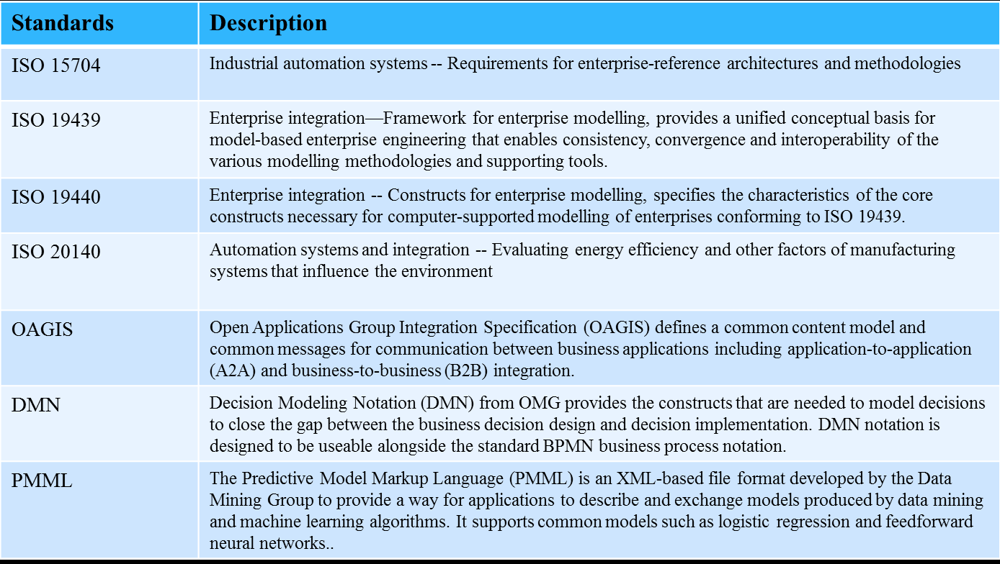 Standards Description
ISO 15704 Industrial automation systems -- Requirements for enterprise-reference architectures and methodologies
ISO 19439 Enterprise integration—Framework for enterprise modelling, provides a unified conceptual basis for
model-based enterprise engineering that enables consistency, convergence and interoperability of the
various modelling methodologies and supporting tools.
ISO 19440 Enterprise integration -- Constructs for enterprise modelling, specifies the characteristics of the core
constructs necessary for computer-supported modelling of enterprises conforming to ISO 19439.
ISO 20140 Automation systems and integration -- Evaluating energy efficiency and other factors of manufacturing
systems that influence the environment
OAGIS Open Applications Group Integration Specification (OAGIS) defines a common content model and
common messages for communication between business applications including application-to-application
(A2A) and business-to-business (B2B) integration.
DMN Decision Modeling Notation (DMN) from OMG provides the constructs that are needed to model decisions
to close the gap between the business decision design and decision implementation. DMN notation is
designed to be useable alongside the standard BPMN business process notation.
PMML The Predictive Model Markup Language (PMML) is an XML-based file format developed by the Data
Mining Group to provide a way for applications to describe and exchange models produced by data mining
and machine learning algorithms. It supports common models such as logistic regression and feedforward
neural networks..